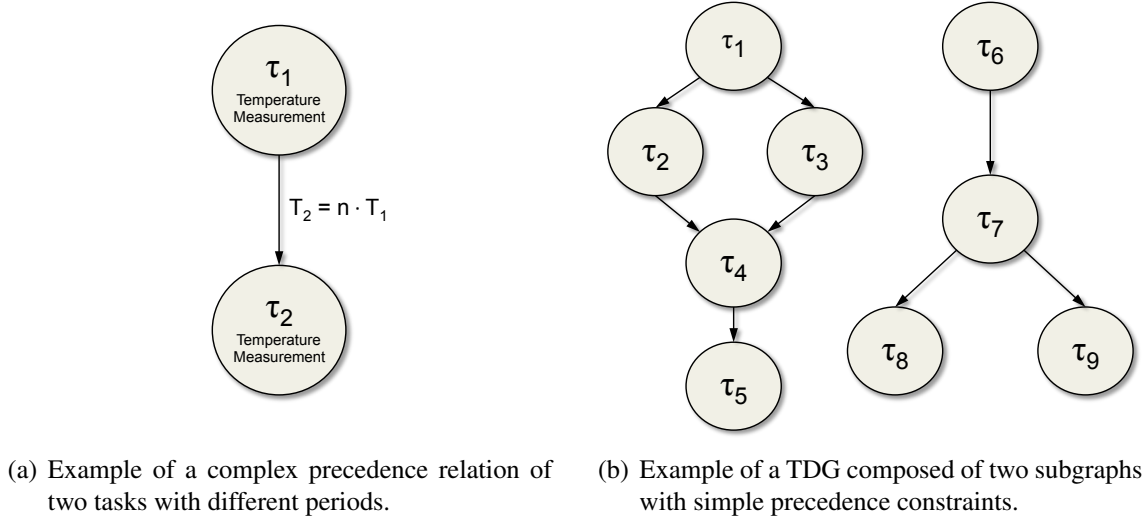 τ1
Temperature
Measurement
T2 = n · T1
τ2
Temperature
Measurement
(a) Example of a complex precedence relation of
two tasks with different periods.
τ1
τ2
τ3
τ4
τ5
τ6
τ7
τ8
τ9
(b) Example of a TDG composed of two subgraphs
with simple precedence constraints.